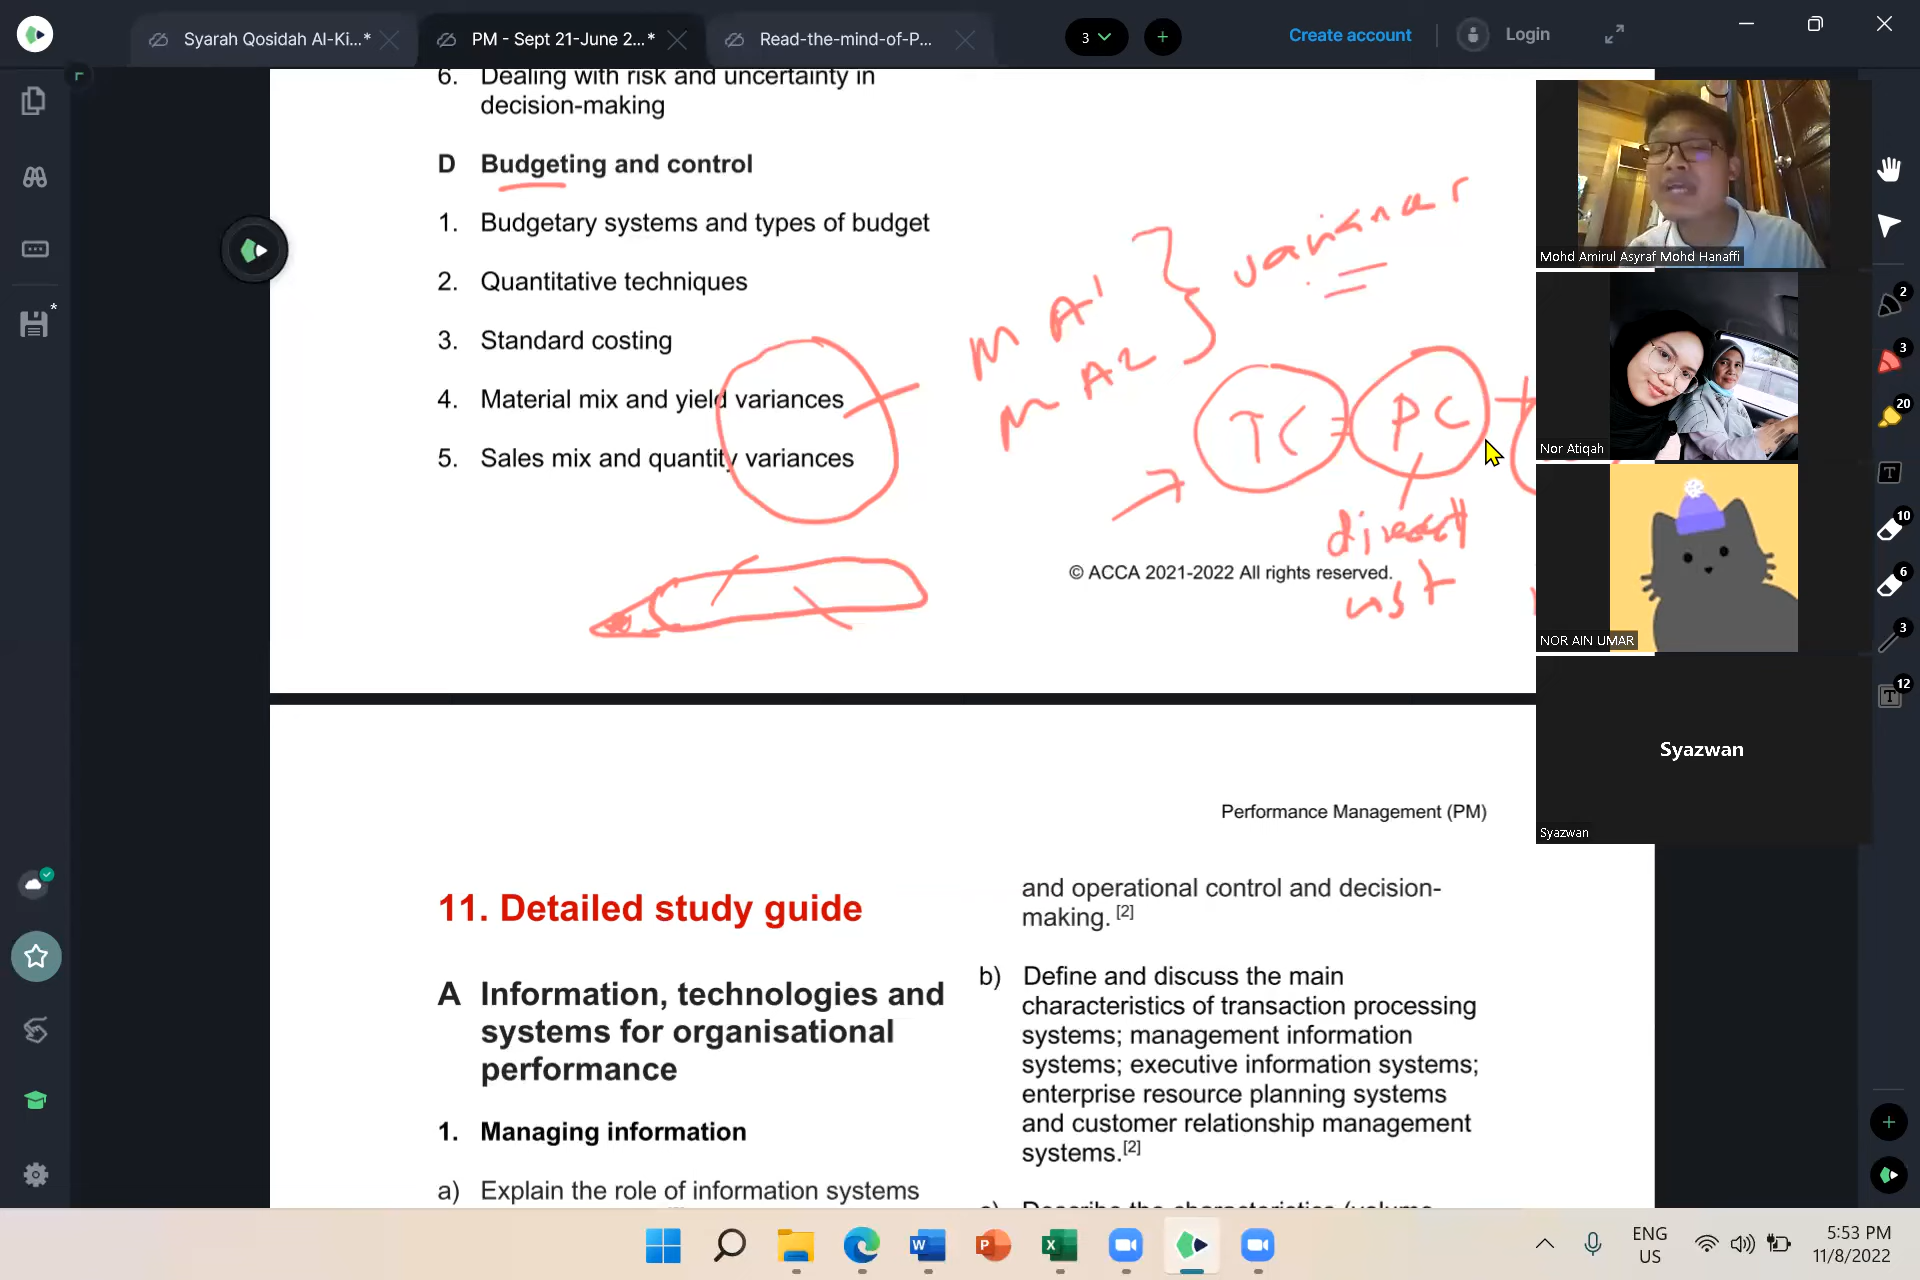 Syarah Qosidah Al-Ki...*
PM - Sept 21-June 2...*
Read-the-mind-of-P...
3
Create account
Login
6. Dealing with risk and uncertainty in
decision-making
D Budgeting and control
1. Budgetary systems and types of budget
2. Quantitative techniques
3. Standard costing
4. Material mix and yield variances
5. Sales mix and quantity variances
MA1
MA2
TC = PC +
© ACCA 2021-2022 All rights reserved.
Mohd Amirul Asyraf Mohd Hanaffi
Nor Atiqah
NOR AIN UMAR
Syazwan
Syazwan
2
3
20
T
10
6
3
T
12
Performance Management (PM)
11. Detailed study guide
A Information, technologies and
systems for organisational
performance
1. Managing information
a) Explain the role of information systems
and operational control and decision-
making. [2]
b) Define and discuss the main
characteristics of transaction processing
systems; management information
systems; executive information systems;
enterprise resource planning systems
and customer relationship management
systems.[2]
ENG
US
5:53 PM
11/8/2022